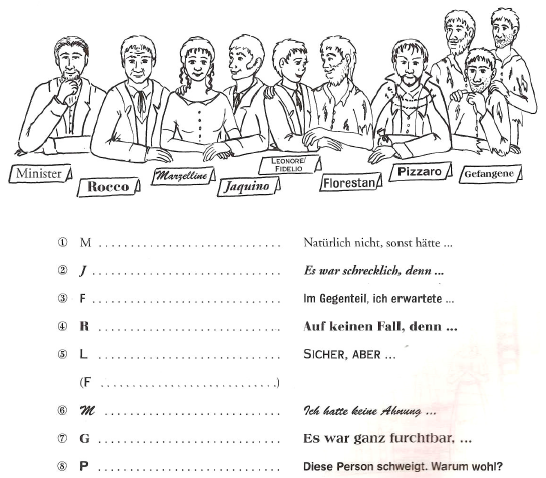 Minister
Rocco
Marzelline
Jaquino
LEONORE/
FIDELIO
Florestan
Pizzaro
Gefangene
① M .............................. Natürlich nicht, sonst hätte ...
② J .............................. Es war schrecklich, denn ...
③ F .............................. Im Gegenteil, ich erwartete ...
④ R .............................. Auf keinen Fall, denn ...
⑤ L .............................. SICHER, ABER ...
(F ..............................)
⑥ M .............................. Ich hatte keine Ahnung ...
⑦ G .............................. Es war ganz furchtbar, ...
⑧ P .............................. Diese Person schweigt. Warum wohl?